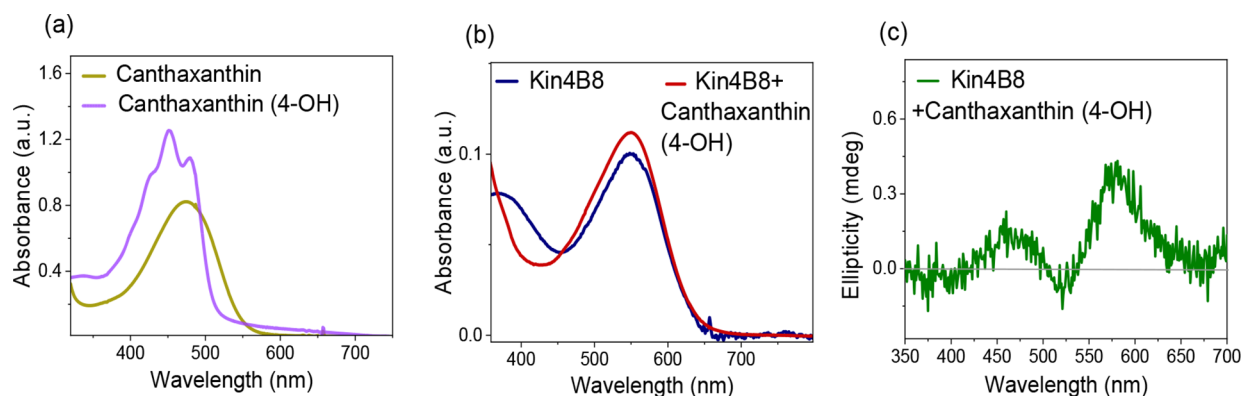 (a)
1.6
1.2
0.8
0.4
Absorbance (a.u.)
Canthaxanthin
Canthaxanthin (4-OH)
400 500 600 700
Wavelength (nm)
(b)
0.1
0.0
Absorbance (a.u.)
Kin4B8
Kin4B8+
Canthaxanthin
(4-OH)
400 500 600 700
Wavelength (nm)
(c)
0.6
0.3
0.0
Ellipticity (mdeg)
Kin4B8
+Canthaxanthin (4-OH)
350 400 450 500 550 600 650 700
Wavelength (nm)